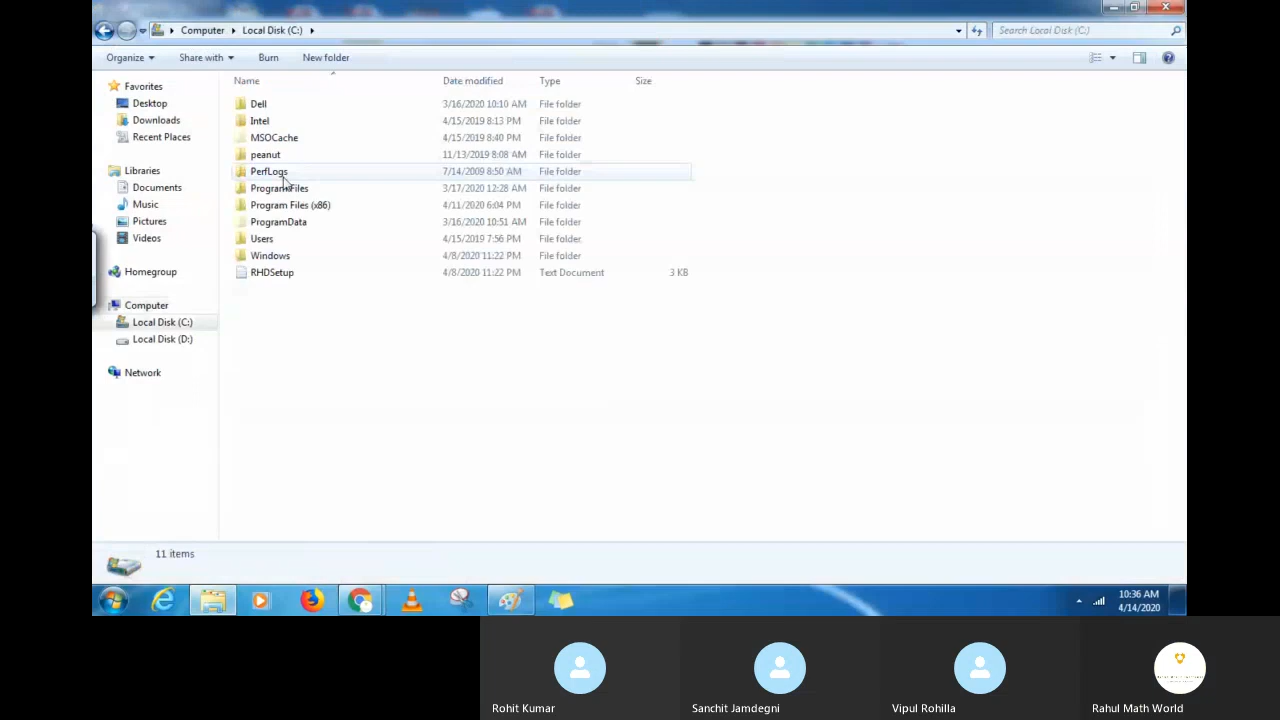 Computer Local Disk (C:)
Search Local Disk (C:)
Organize Share with Burn New folder
Name Date modified Type Size
Favorites
Desktop
Downloads
Recent Places
Libraries
Documents
Music
Pictures
Videos
Homegroup
Computer
Local Disk (C:)
Local Disk (D:)
Network
Dell 3/16/2020 10:10 AM File folder
Intel 4/15/2019 8:13 PM File folder
MSOCache 4/15/2019 8:40 PM File folder
peanut 11/13/2019 8:08 AM File folder
PerfLogs 7/14/2009 8:50 AM File folder
Program Files 3/17/2020 12:28 AM File folder
Program Files (x86) 4/11/2020 6:04 PM File folder
ProgramData 3/16/2020 10:51 AM File folder
Users 4/15/2019 7:56 PM File folder
Windows 4/8/2020 11:22 PM File folder
RHDSetup 4/8/2020 11:22 PM Text Document 3 KB
11 items
10:36 AM
4/14/2020
Rohit Kumar
Sanchit Jamdegni
Vipul Rohilla
Rahul Math World